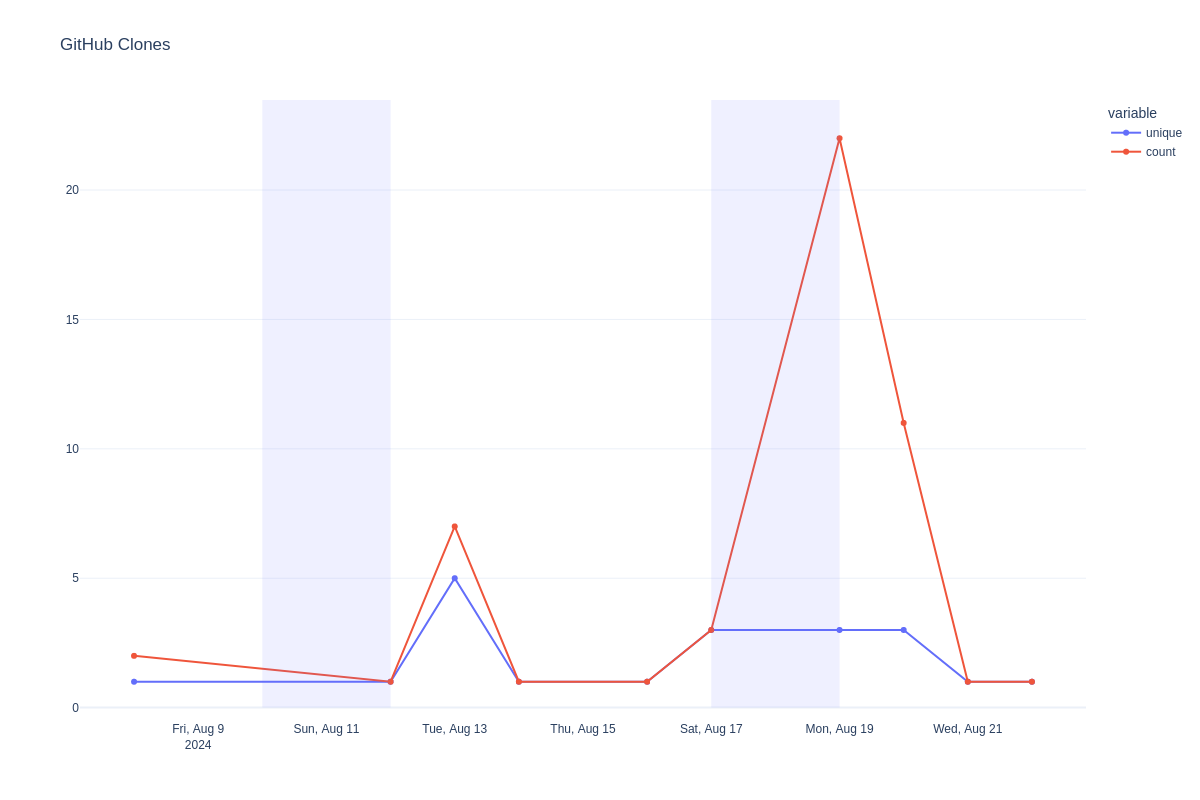 GitHub Clones
variable
unique
count
20
15
10
5
0
Fri, Aug 9
2024
Sun, Aug 11
Tue, Aug 13
Thu, Aug 15
Sat, Aug 17
Mon, Aug 19
Wed, Aug 21